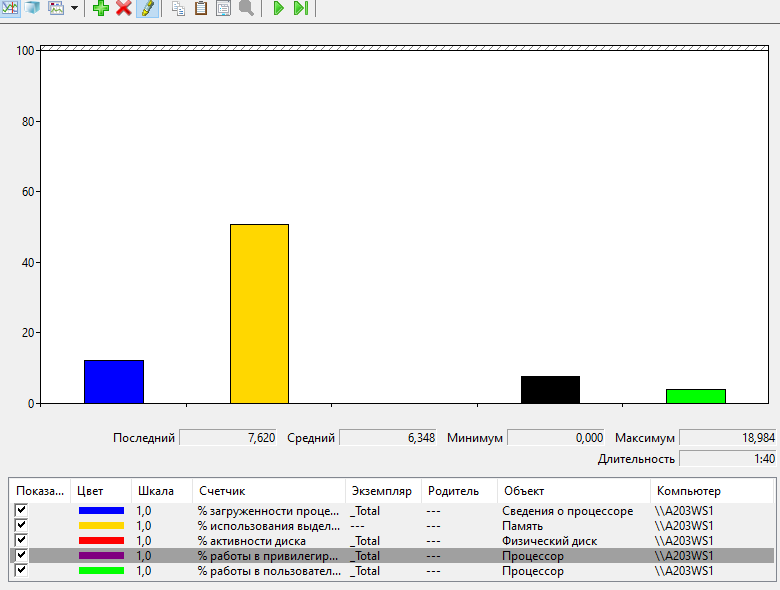 100
80
60
40
20
0
Последний 7,620 Средний 6,348 Минимум 0,000 Максимум 18,984
Длительность 1:40
Показа... Цвет Шкала Счетчик Экземпляр Родитель Объект Компьютер
1,0 % загруженности проце... _Total --- Сведения о процессоре \\A203WS1
1,0 % использования выдел... --- --- Память \\A203WS1
1,0 % активности диска _Total --- Физический диск \\A203WS1
1,0 % работы в привилегир... _Total --- Процессор \\A203WS1
1,0 % работы в пользовател... _Total --- Процессор \\A203WS1